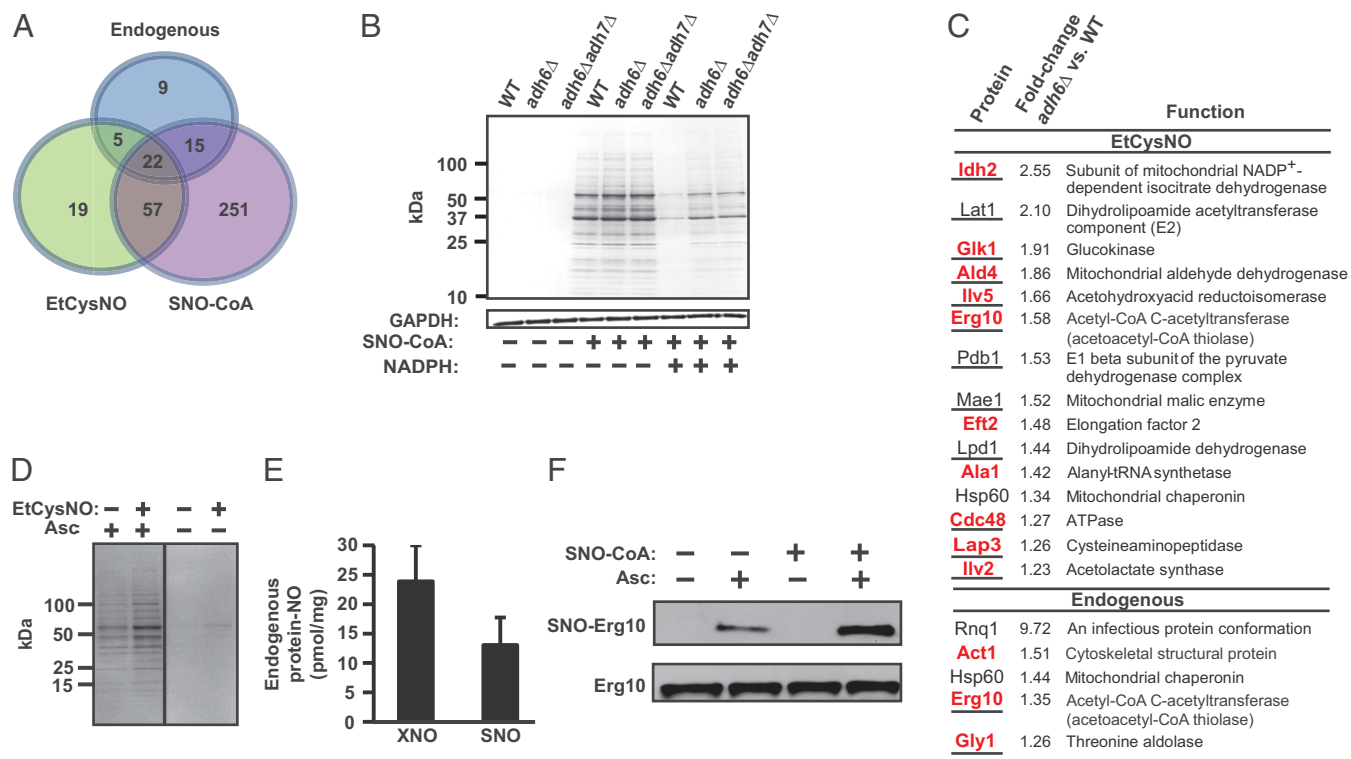 A
Endogenous
9
5
22
15
19
57
251
EtCysNO
SNO-CoA
B
WT
adh6Δ
adh6Δadh7Δ
WT
adh6Δ
adh6Δadh7Δ
WT
adh6Δ
adh6Δadh7Δ
kDa
100
50
37
25
10
GAPDH:
SNO-CoA: − − − + + + + + +
NADPH: − − − − − − + + +
C
Protein
Fold-change
adh6Δ vs. WT
Function
EtCysNO
Idh2 2.55 Subunit of mitochondrial NADP+-
dependent isocitrate dehydrogenase
Lat1 2.10 Dihydrolipoamide acetyltransferase
component (E2)
Glk1 1.91 Glucokinase
Ald4 1.86 Mitochondrial aldehyde dehydrogenase
Ilv5 1.66 Acetohydroxyacid reductoisomerase
Erg10 1.58 Acetyl-CoA C-acetyltransferase
(acetoacetyl-CoA thiolase)
Pdb1 1.53 E1 beta subunit of the pyruvate
dehydrogenase complex
Mae1 1.52 Mitochondrial malic enzyme
Eft2 1.48 Elongation factor 2
Lpd1 1.44 Dihydrolipoamide dehydrogenase
Ala1 1.42 Alanyl-tRNA synthetase
Hsp60 1.34 Mitochondrial chaperonin
Cdc48 1.27 ATPase
Lap3 1.26 Cysteineaminopeptidase
Ilv2 1.23 Acetolactate synthase
Endogenous
Rnq1 9.72 An infectious protein conformation
Act1 1.51 Cytoskeletal structural protein
Hsp60 1.44 Mitochondrial chaperonin
Erg10 1.35 Acetyl-CoA C-acetyltransferase
(acetoacetyl-CoA thiolase)
Gly1 1.26 Threonine aldolase
D
EtCysNO: − + − +
Asc + + − −
kDa
100
50
25
15
E
Endogenous
protein-NO
(pmol/mg)
30
25
20
15
10
5
0
XNO
SNO
F
SNO-CoA: − − + +
Asc: − + − +
SNO-Erg10
Erg10